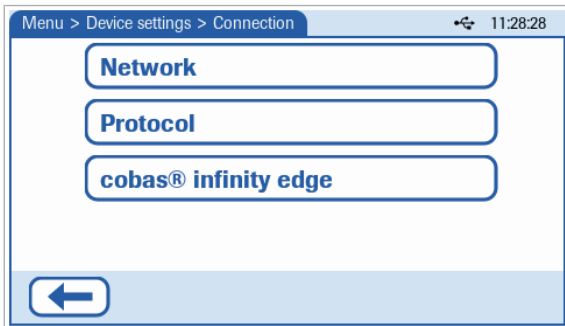 Menu > Device settings > Connection 11:28:28
Network
Protocol
cobas® infinity edge